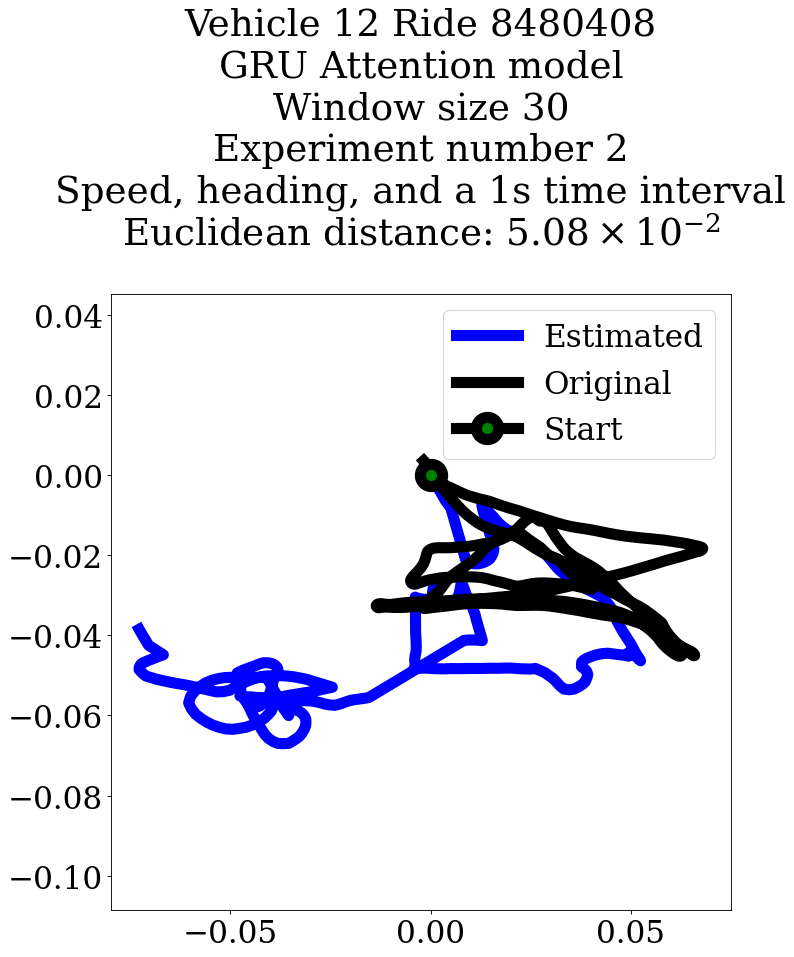 Vehicle 12 Ride 8480408
GRU Attention model
Window size 30
Experiment number 2
Speed, heading, and a 1s time interval
Euclidean distance: 5.08 × 10⁻²
Estimated
Original
Start
0.04
0.02
0.00
−0.02
−0.04
−0.06
−0.08
−0.10
−0.05 0.00 0.05